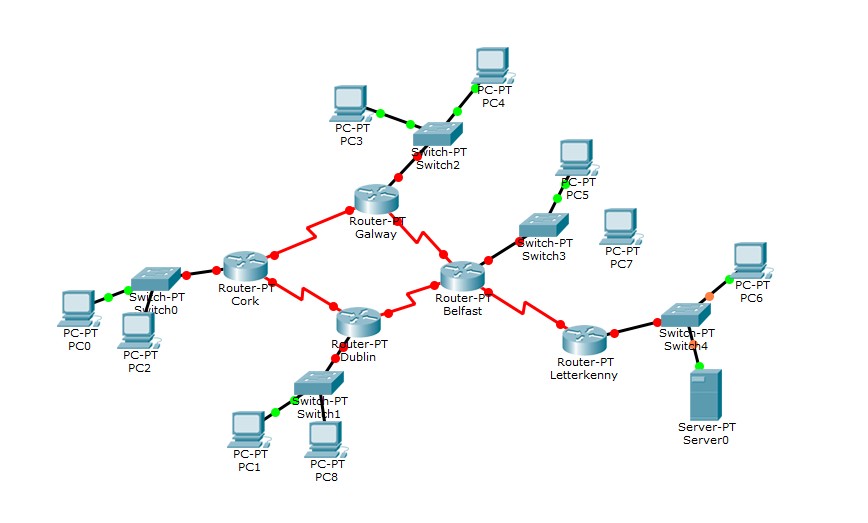 PC-PT
PC4
PC-PT
PC3
Switch-PT
Switch2
PC-PT
PC5
Router-PT
Galway
Switch-PT
Switch3
PC-PT
PC7
Router-PT
Cork
Switch-PT
Switch0
Router-PT
Belfast
PC-PT
PC6
PC-PT
PC0
PC-PT
PC2
Router-PT
Dublin
Switch-PT
Switch4
Router-PT
Letterkenny
Switch-PT
Switch1
Server-PT
Server0
PC-PT
PC1
PC-PT
PC8